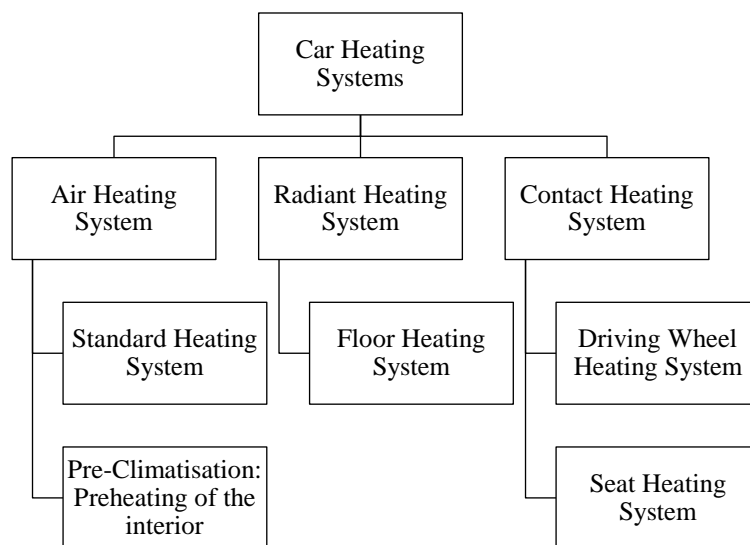 Car Heating
Systems
Air Heating
System
Radiant Heating
System
Contact Heating
System
Standard Heating
System
Floor Heating
System
Driving Wheel
Heating System
Pre-Climatisation:
Preheating of the
interior
Seat Heating
System